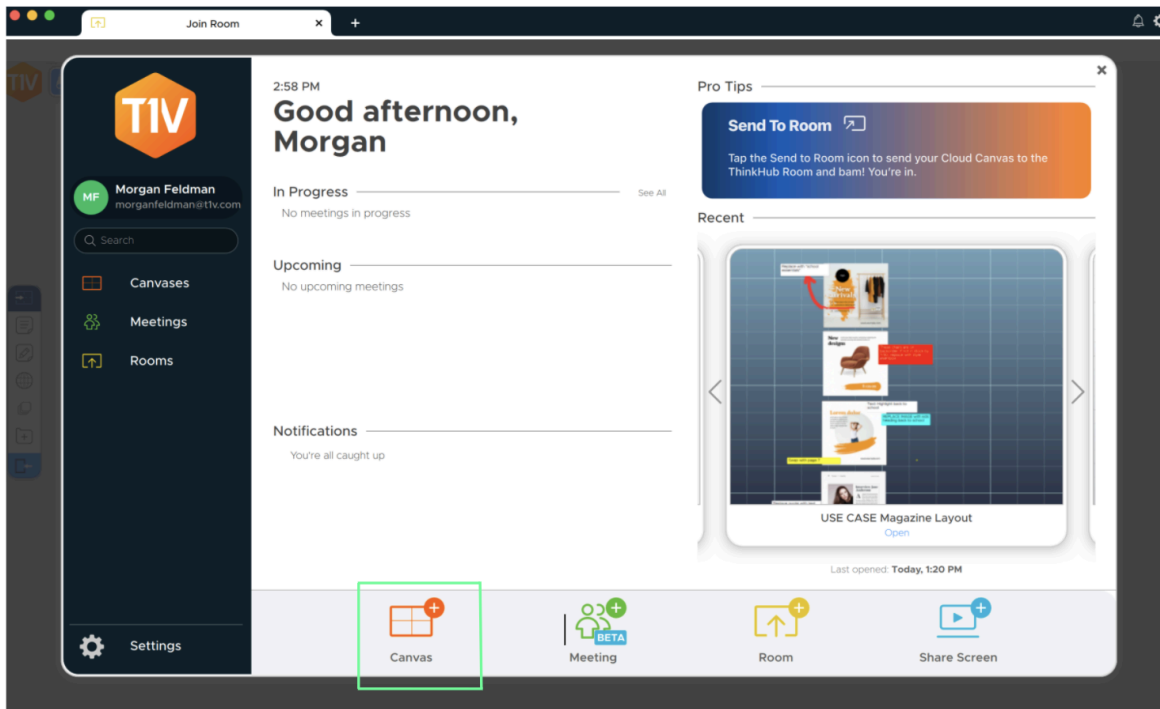 Join Room
T1V
Morgan Feldman
morganfeldman@t1v.com
MF
Search
Canvases
Meetings
Rooms
Settings
2:58 PM
Good afternoon,
Morgan
In Progress
See All
No meetings in progress
Upcoming
No upcoming meetings
Notifications
You're all caught up
Pro Tips
Send To Room
Tap the Send to Room icon to send your Cloud Canvas to the
ThinkHub Room and bam! You're in.
Recent
New
Arrivals
New
designs
USE CASE Magazine Layout
Open
Last opened: Today, 1:20 PM
Canvas
BETA
Meeting
Room
Share Screen